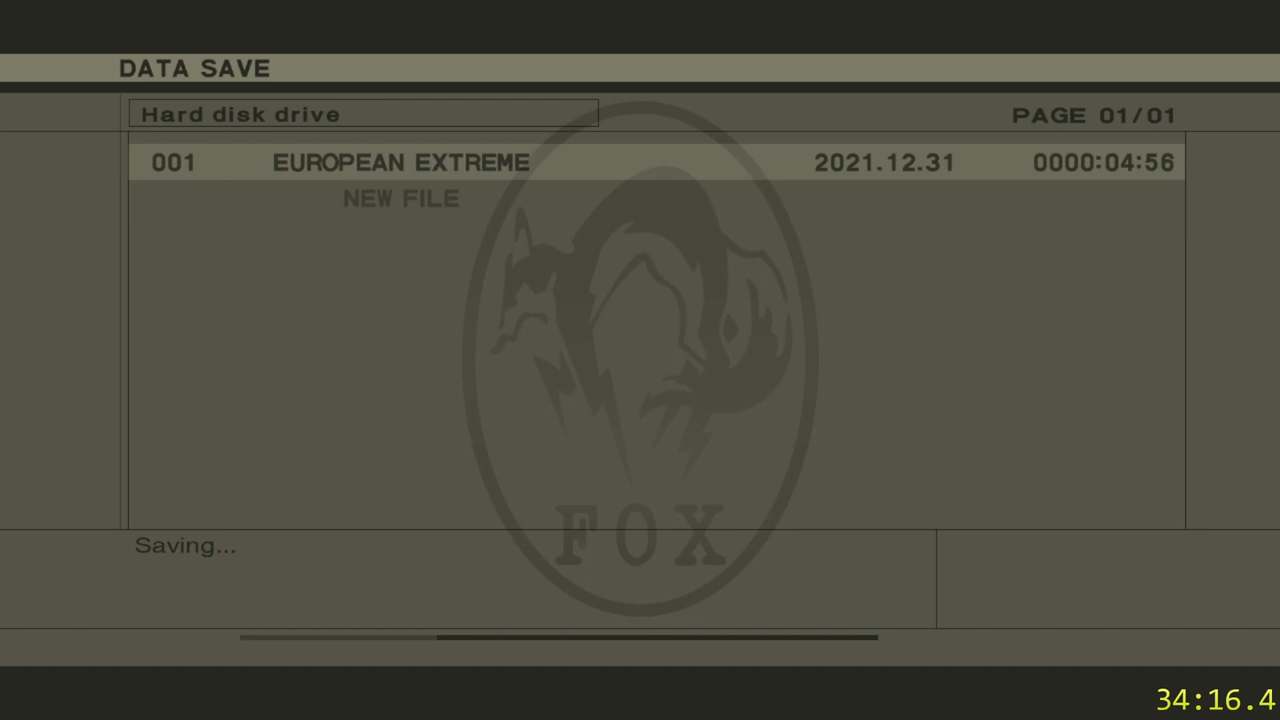 DATA SAVE
Hard disk drive PAGE 01/01
001 EUROPEAN EXTREME 2021.12.31 0000:04:56
NEW FILE
FOX
Saving...
34:16.4